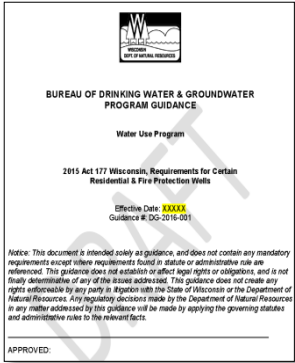 WISCONSIN
DEPT. OF NATURAL RESOURCES
BUREAU OF DRINKING WATER & GROUNDWATER
PROGRAM GUIDANCE
Water Use Program
2015 Act 177 Wisconsin, Requirements for Certain
Residential & Fire Protection Wells
Effective Date: XXXXX
Guidance #: DG-2016-001
Notice: This document is intended solely as guidance, and does not contain any mandatory
requirements except where requirements found in statute or administrative rule are
referenced. This guidance does not establish or affect legal rights or obligations, and is not
finally determinative of any of the issues addressed. This guidance does not create any
rights enforceable by any party in litigation with the State of Wisconsin or the Department of
Natural Resources. Any regulatory decisions made by the Department of Natural Resources
in any matter addressed by this guidance will be made by applying the governing statutes
and administrative rules to the relevant facts.
APPROVED:
DRAFT